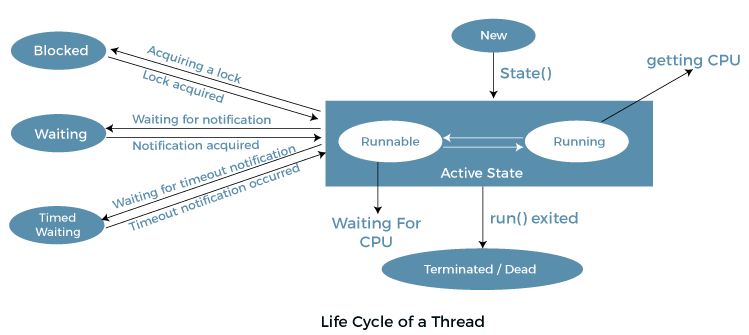 New
Blocked
Acquiring a lock
Lock acquired
State()
getting CPU
Waiting
Waiting for notification
Notification acquired
Runnable
Running
Active State
Waiting for timeout notification
Timeout notification occurred
Timed
Waiting
Waiting For
CPU
run() exited
Terminated / Dead
Life Cycle of a Thread